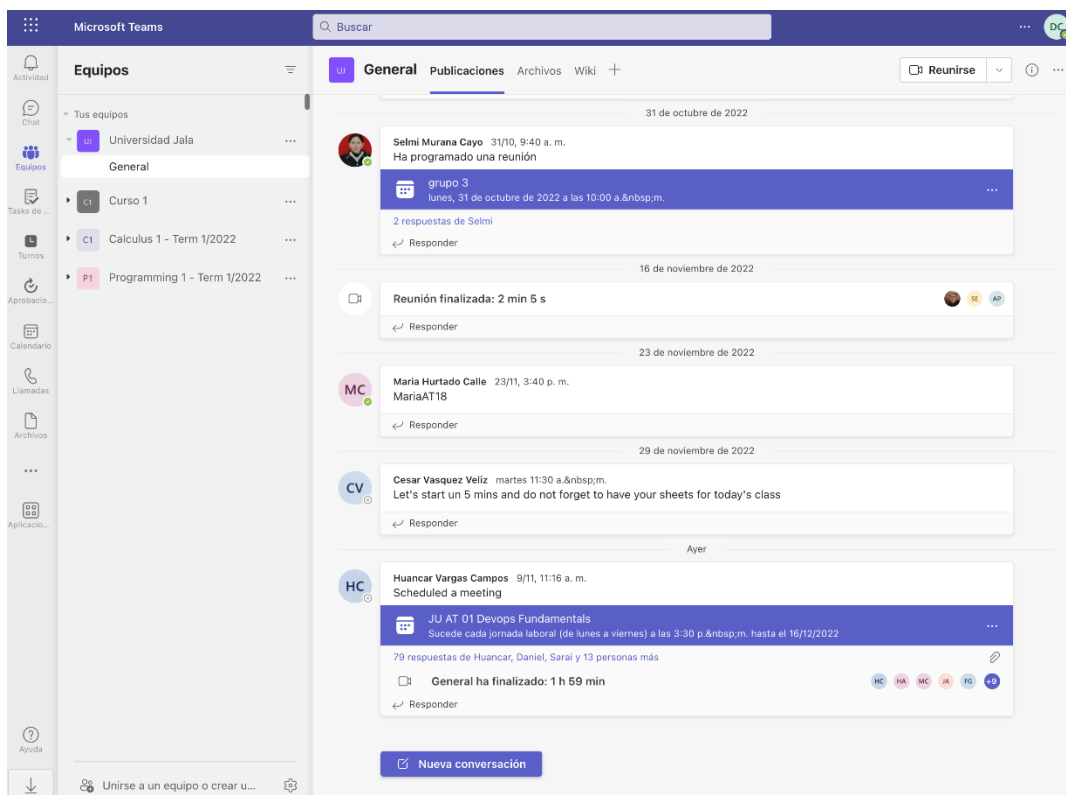 Microsoft Teams
Buscar
DC
Actividad
Chat
Equipos
Tasks de ...
Turnos
Aprobacio...
Calendario
Llamadas
Archivos
Aplicacio...
Ayuda
Equipos
Tus equipos
UJ Universidad Jala
General
C1 Curso 1
C1 Calculus 1 - Term 1/2022
P1 Programming 1 - Term 1/2022
Unirse a un equipo o crear u...
UJ General Publicaciones Archivos Wiki
Reunirse
31 de octubre de 2022
Selmi Murana Cayo 31/10, 9:40 a. m.
Ha programado una reunión
grupo 3
lunes, 31 de octubre de 2022 a las 10:00 a.&nbsp;m.
2 respuestas de Selmi
Responder
16 de noviembre de 2022
Reunión finalizada: 2 min 5 s
SE AP
Responder
23 de noviembre de 2022
MC
Maria Hurtado Calle 23/11, 3:40 p. m.
MariaAT18
Responder
29 de noviembre de 2022
CV
Cesar Vasquez Veliz martes 11:30 a.&nbsp;m.
Let's start un 5 mins and do not forget to have your sheets for today's class
Responder
Ayer
HC
Huancar Vargas Campos 9/11, 11:16 a. m.
Scheduled a meeting
JU AT 01 Devops Fundamentals
Sucede cada jornada laboral (de lunes a viernes) a las 3:30 p.&nbsp;m. hasta el 16/12/2022
79 respuestas de Huancar, Daniel, Sarai y 13 personas más
General ha finalizado: 1 h 59 min
HC HA MC JA FG +9
Responder
Nueva conversación